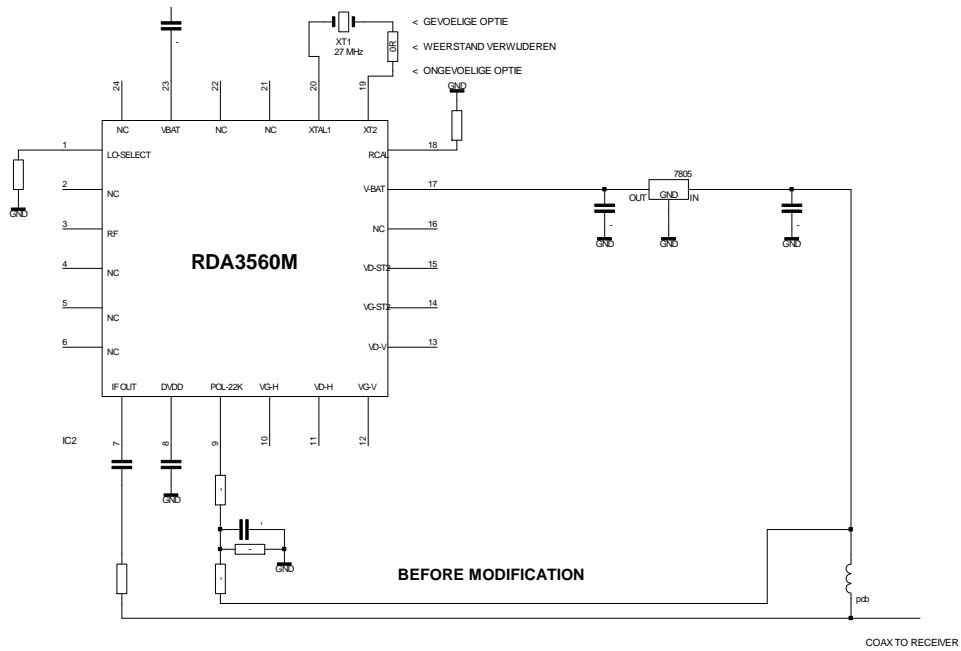 XT1
27 MHz
0R
< GEVOELIGE OPTIE
< WEERSTAND VERWIJDEREN
< ONGEVOELIGE OPTIE
24
23
22
21
20
19
GND
NC
VBAT
NC
NC
XTAL1
XT2
1
LO-SELECT
RCAL
18
2
NC
V-BAT
17
7805
OUT
GND
IN
GND
3
RF
NC
16
GND
GND
GND
4
NC
RDA3560M
VD-ST2
15
5
NC
VG-ST2
14
6
NC
VD-V
13
IF OUT
DVDD
POL-22K
VG-H
VD-H
VG-V
IC2
7
8
9
10
11
12
GND
GND
BEFORE MODIFICATION
pcb
COAX TO RECEIVER